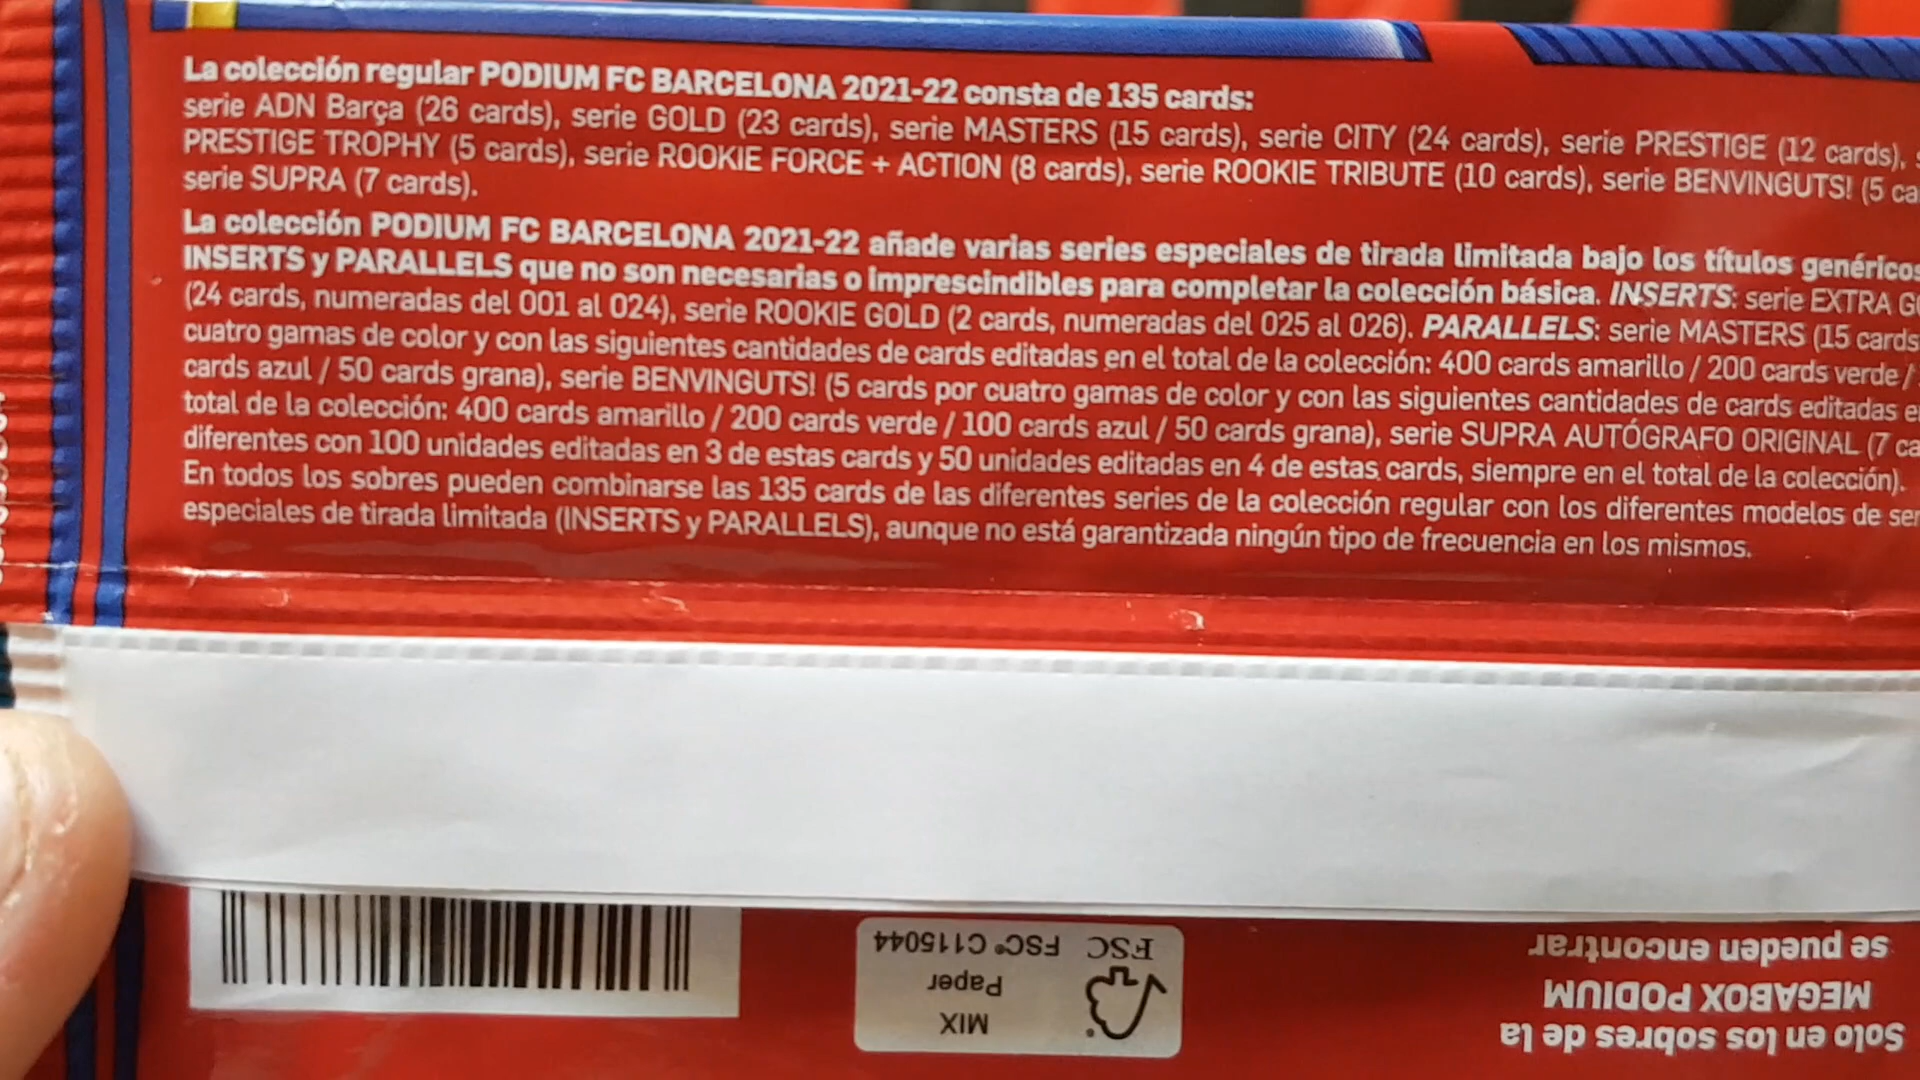 La colección regular PODIUM FC BARCELONA 2021-22 consta de 135 cards:
serie ADN Barça (26 cards), serie GOLD (23 cards), serie MASTERS (15 cards), serie CITY (24 cards), serie PRESTIGE (12 cards),
PRESTIGE TROPHY (5 cards), serie ROOKIE FORCE + ACTION (8 cards), serie ROOKIE TRIBUTE (10 cards), serie BENVINGUTS! (5 ca
serie SUPRA (7 cards).
La colección PODIUM FC BARCELONA 2021-22 añade varias series especiales de tirada limitada bajo los títulos genéricos
INSERTS y PARALLELS que no son necesarias o imprescindibles para completar la colección básica. INSERTS: serie EXTRA G
(24 cards, numeradas del 001 al 024), serie ROOKIE GOLD (2 cards, numeradas del 025 al 026). PARALLELS: serie MASTERS (15 cards
cuatro gamas de color y con las siguientes cantidades de cards editadas en el total de la colección: 400 cards amarillo / 200 cards verde /
cards azul / 50 cards grana), serie BENVINGUTS! (5 cards por cuatro gamas de color y con las siguientes cantidades de cards editadas e
total de la colección: 400 cards amarillo / 200 cards verde / 100 cards azul / 50 cards grana), serie SUPRA AUTÓGRAFO ORIGINAL (7 ca
diferentes con 100 unidades editadas en 3 de estas cards y 50 unidades editadas en 4 de estas cards, siempre en el total de la colección).
En todos los sobres pueden combinarse las 135 cards de las diferentes series de la colección regular con los diferentes modelos de ser
especiales de tirada limitada (INSERTS y PARALLELS), aunque no está garantizada ningún tipo de frecuencia en los mismos.
Solo en los sobres de la
MEGABOX PODIUM
se pueden encontrar
MIX
Paper
FSC FSC® C115044